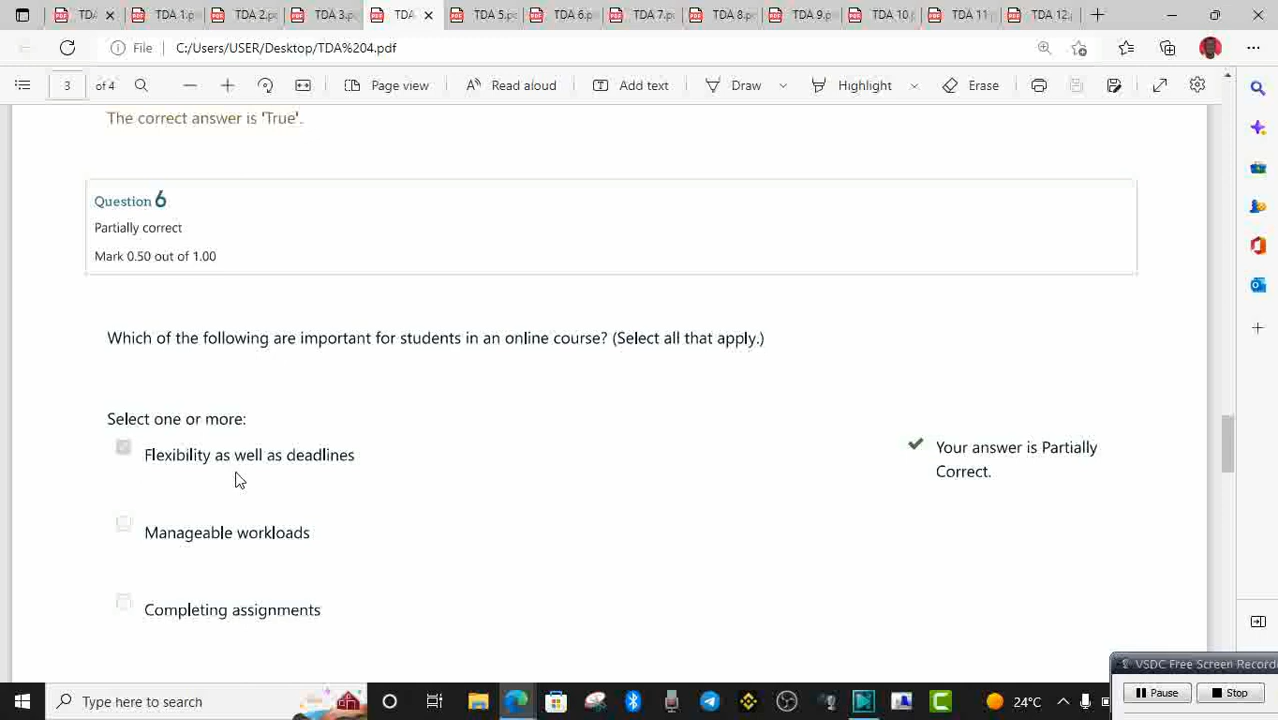 TDA
TDA 1.p
TDA 2.p
TDA 3.p
TDA
TDA 5.p
TDA 6.p
TDA 7.p
TDA 8.p
TDA 9.p
TDA 10
TDA 11
TDA 12.
File
C:/Users/USER/Desktop/TDA%204.pdf
3
of 4
Page view
Read aloud
Add text
Draw
Highlight
Erase
The correct answer is 'True'.
Question 6
Partially correct
Mark 0.50 out of 1.00
Which of the following are important for students in an online course? (Select all that apply.)
Select one or more:
Flexibility as well as deadlines
Your answer is Partially
Correct.
Manageable workloads
Completing assignments
VSDC Free Screen Record
Pause
Stop
Type here to search
24°C